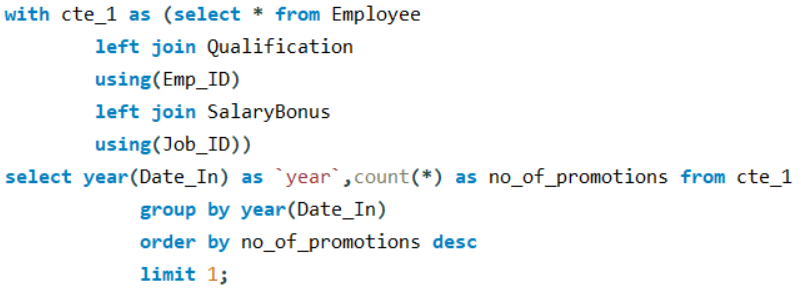 with cte_1 as (select * from Employee
left join Qualification
using(Emp_ID)
left join SalaryBonus
using(Job_ID))
select year(Date_In) as `year`,count(*) as no_of_promotions from cte_1
group by year(Date_In)
order by no_of_promotions desc
limit 1;